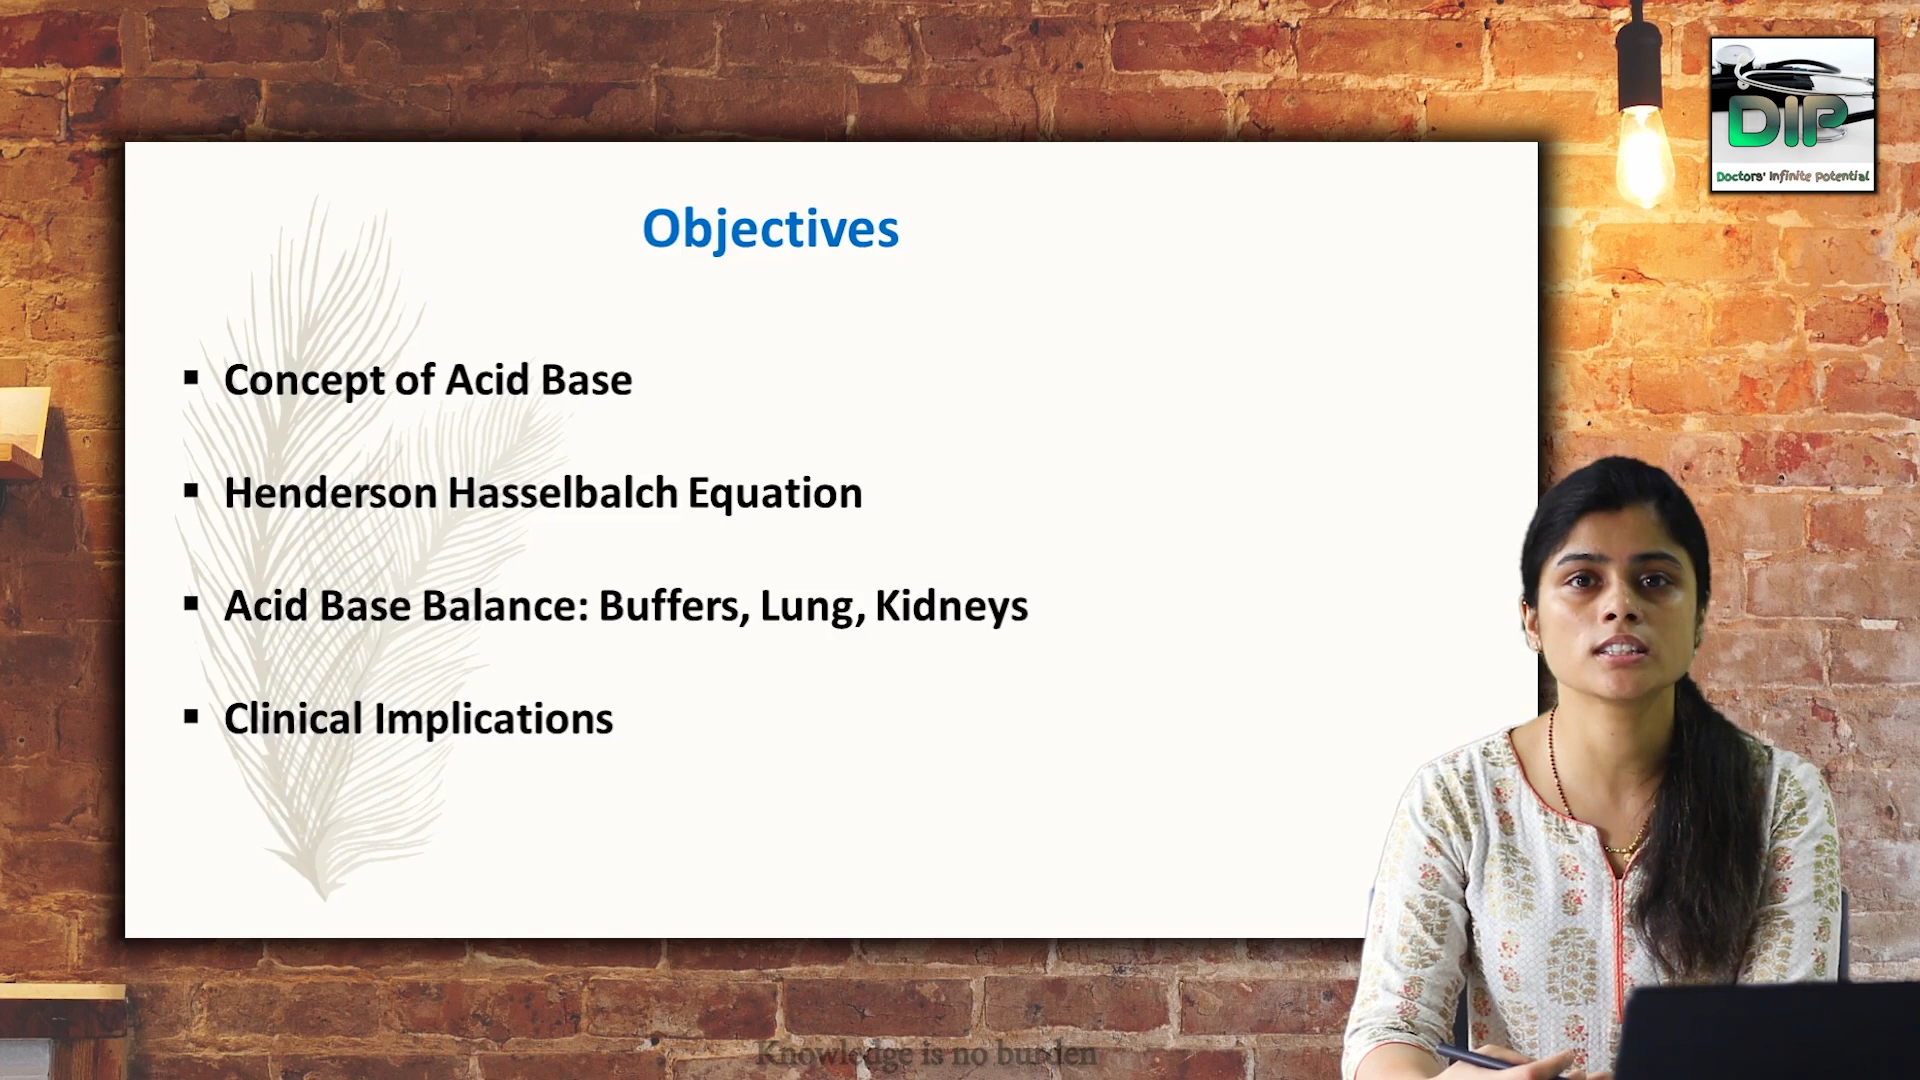 DIP
Doctors' Infinite Potential
Objectives
▪ Concept of Acid Base
▪ Henderson Hasselbalch Equation
▪ Acid Base Balance: Buffers, Lung, Kidneys
▪ Clinical Implications
Knowledge is no burden